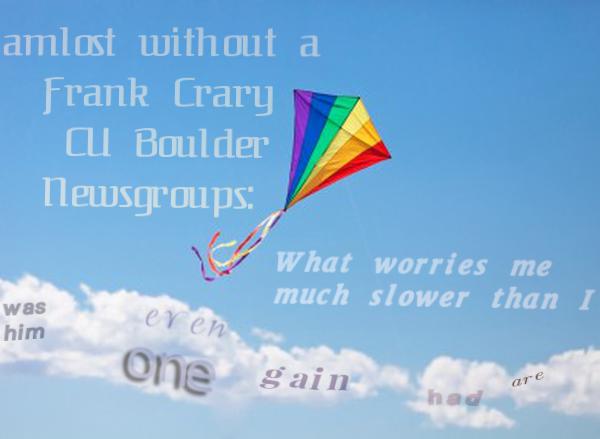 amlost without a
Frank Crary
CU Boulder
Newsgroups:
What worries me
much slower than I
was
him
even
one
gain
had
are